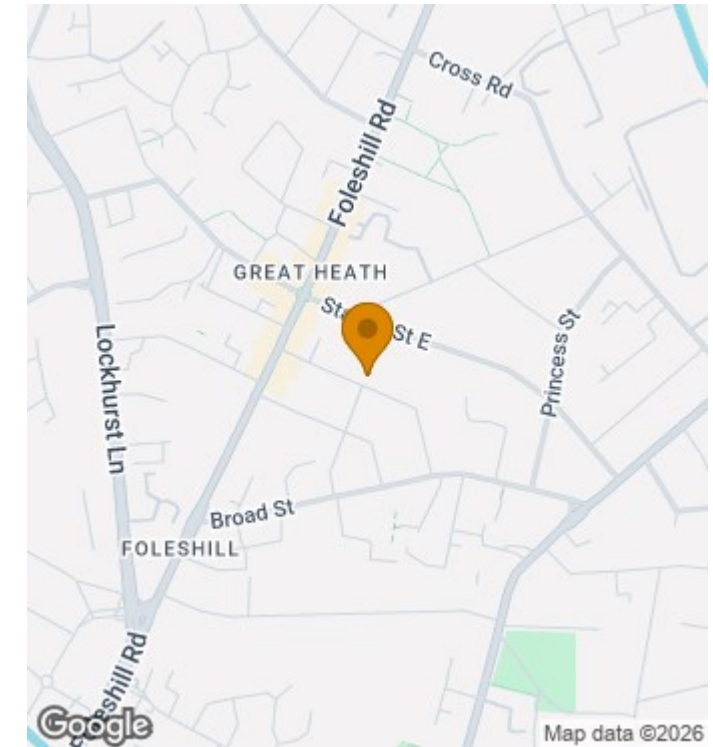 Cross Rd
Foleshill Rd
GREAT HEATH
St E
Princess St
Lockhurst Ln
Broad St
FOLESHILL
Foleshill Rd
Google
Map data ©2026